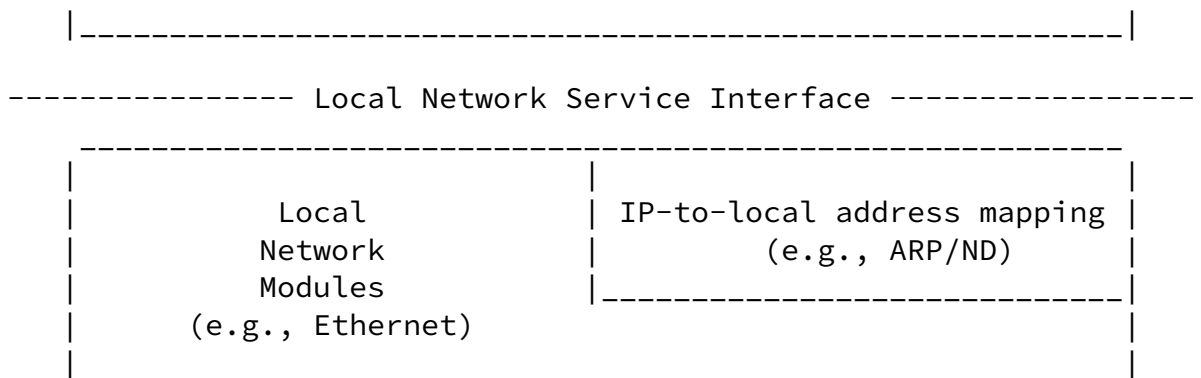 ---------------- Local Network Service Interface -----------------
Local | IP-to-local address mapping
Network | (e.g., ARP/ND)
Modules
(e.g., Ethernet)